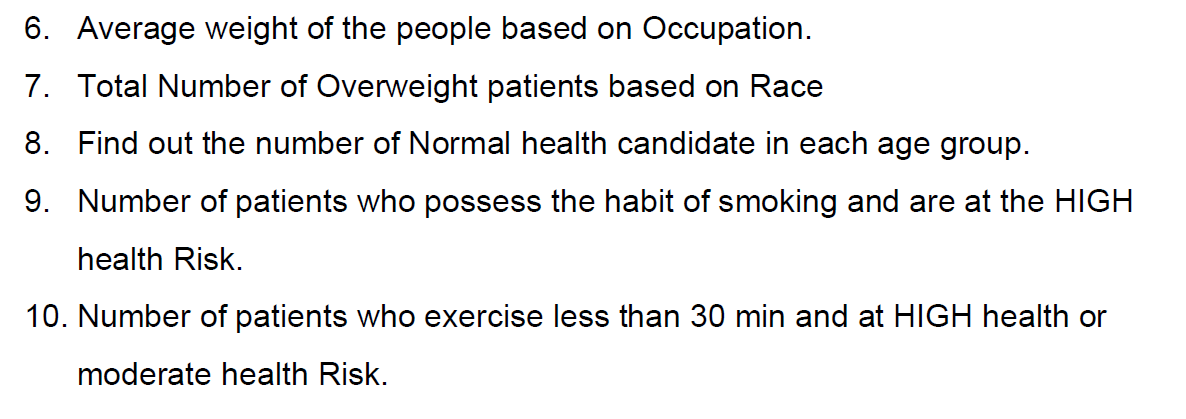 6. Average weight of the people based on Occupation.
7. Total Number of Overweight patients based on Race
8. Find out the number of Normal health candidate in each age group.
9. Number of patients who possess the habit of smoking and are at the HIGH
health Risk.
10. Number of patients who exercise less than 30 min and at HIGH health or
moderate health Risk.